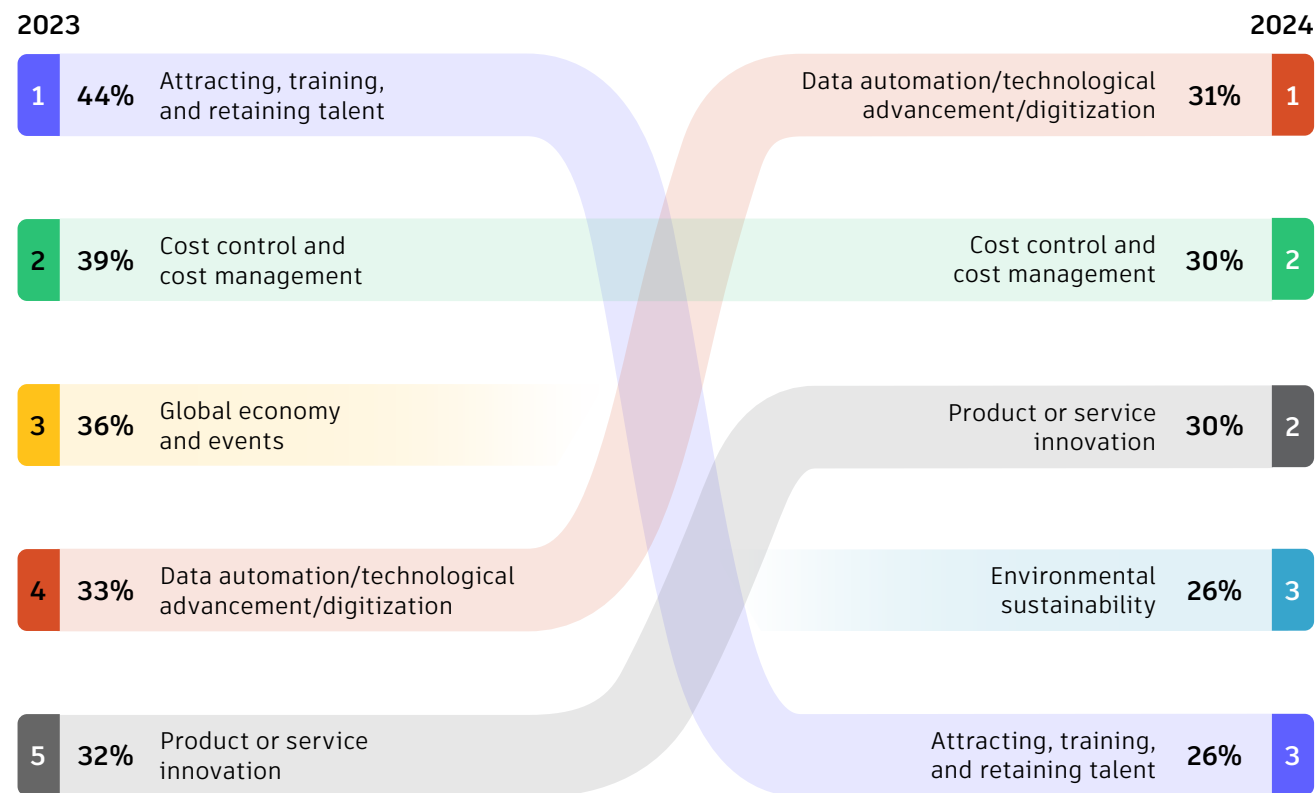 2023
2024
1
44%
Attracting, training,
and retaining talent
Data automation/technological
advancement/digitization
31%
1
2
39%
Cost control and
cost management
Cost control and
cost management
30%
2
3
36%
Global economy
and events
Product or service
innovation
30%
2
4
33%
Data automation/technological
advancement/digitization
Environmental
sustainability
26%
3
5
32%
Product or service
innovation
Attracting, training,
and retaining talent
26%
3